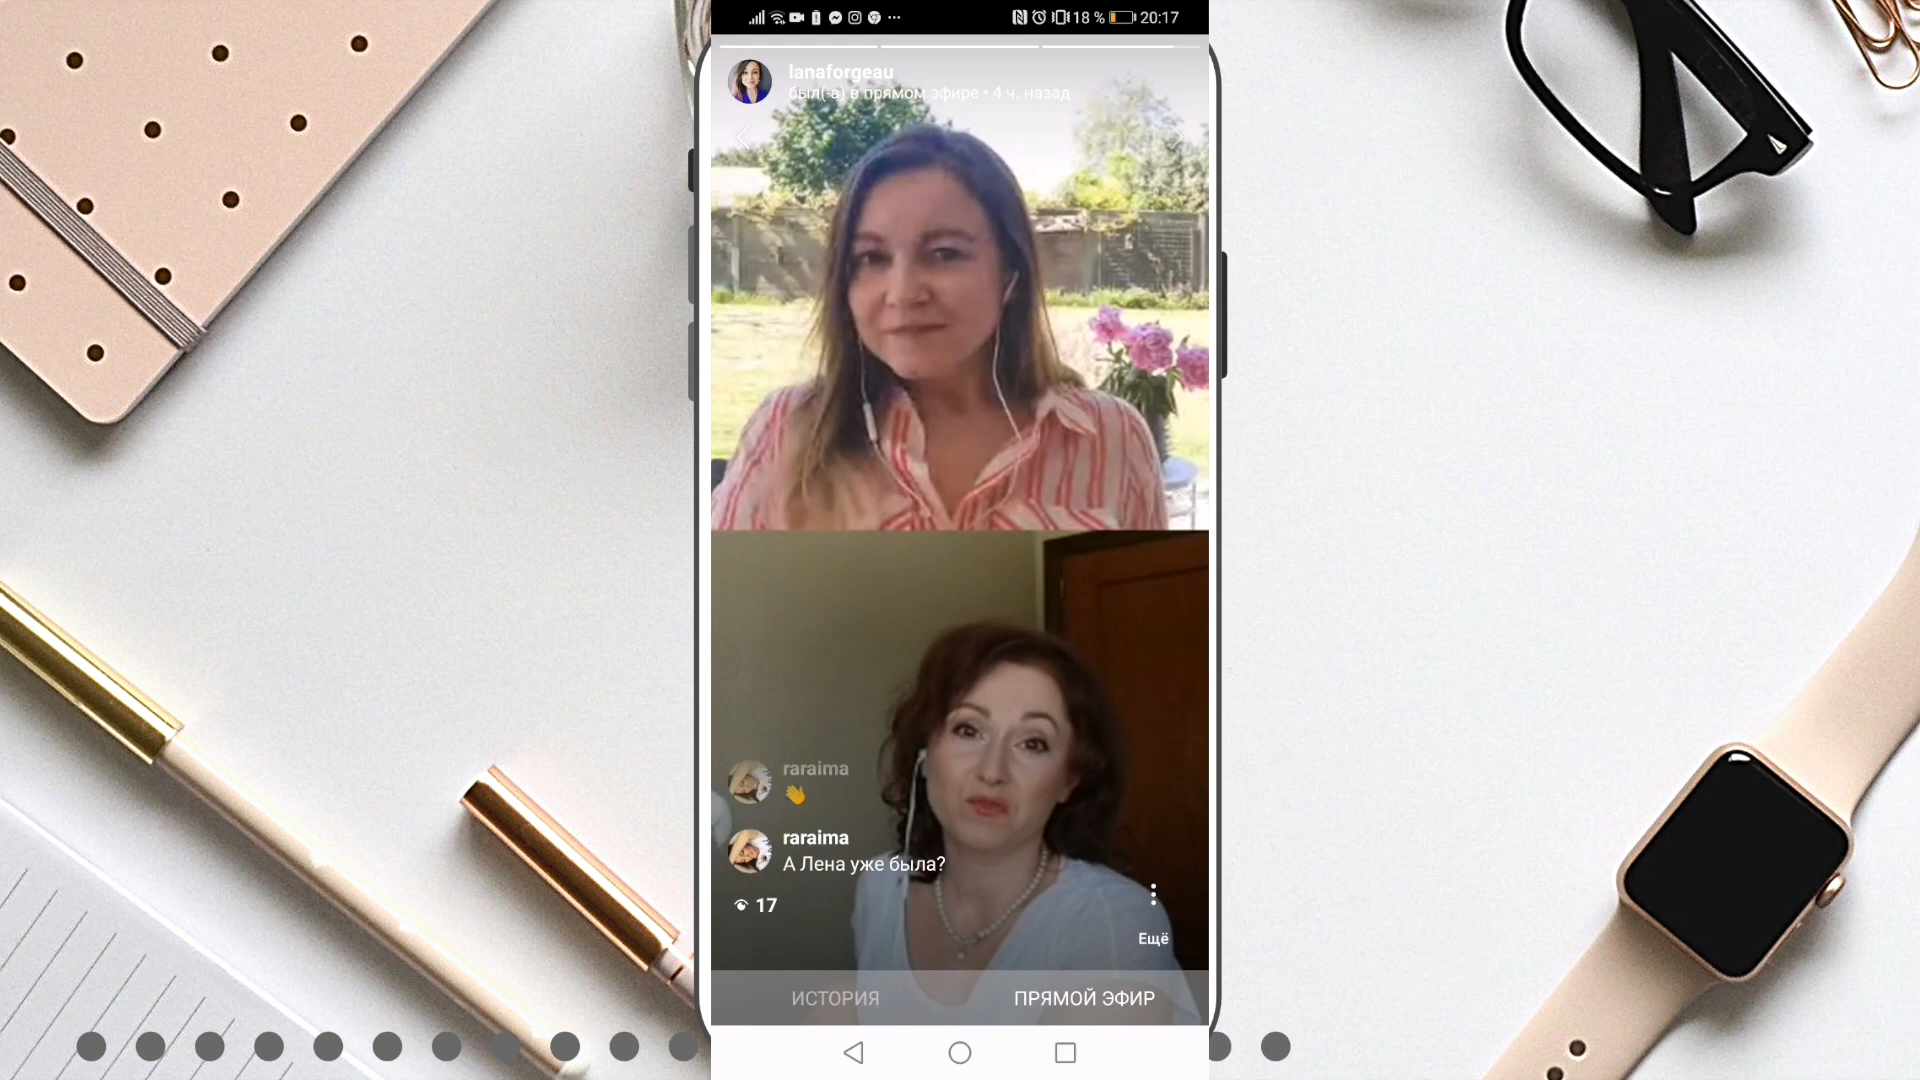 18 % 20:17
lanaforgeau
был(-а) в прямом эфире • 4 ч. назад
raraima
👋
raraima
А Лена уже была?
17
Ещё
ИСТОРИЯ ПРЯМОЙ ЭФИР